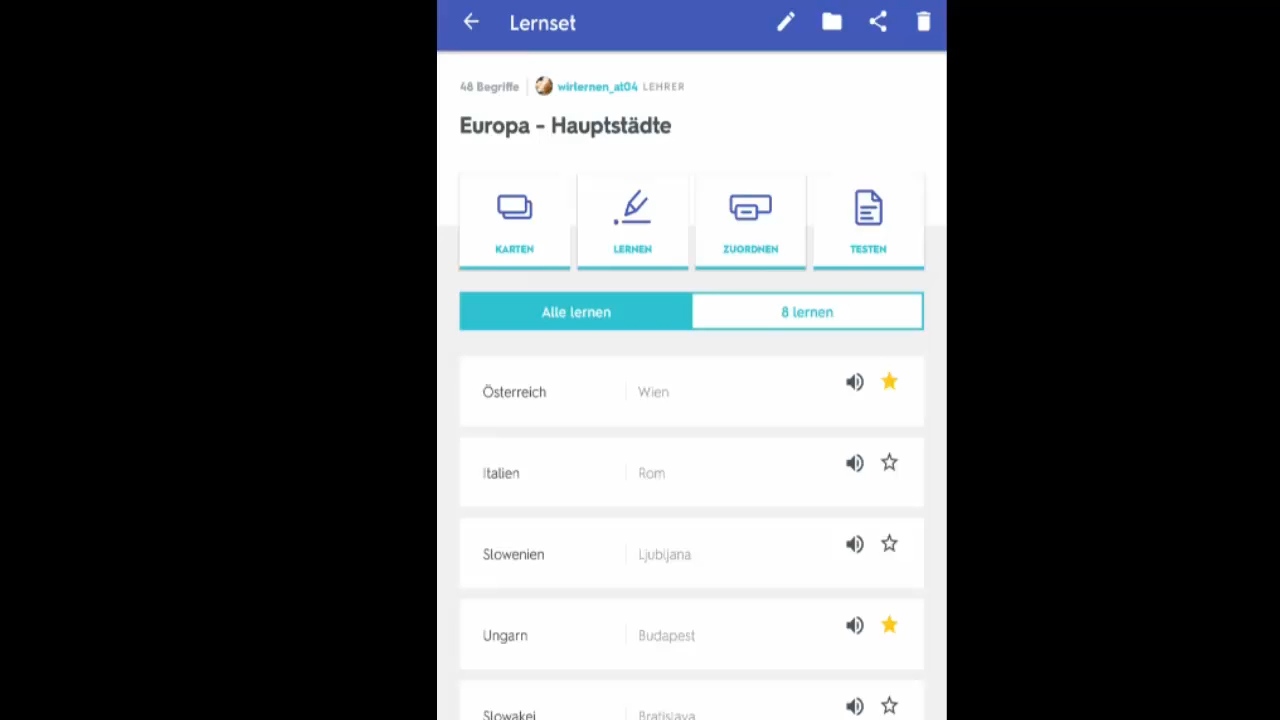 Lernset
48 Begriffe wirlernen_at04 LEHRER
Europa - Hauptstädte
KARTEN LERNEN ZUORDNEN TESTEN
Alle lernen 8 lernen
Österreich Wien
Italien Rom
Slowenien Ljubljana
Ungarn Budapest
Slowakei Bratislava